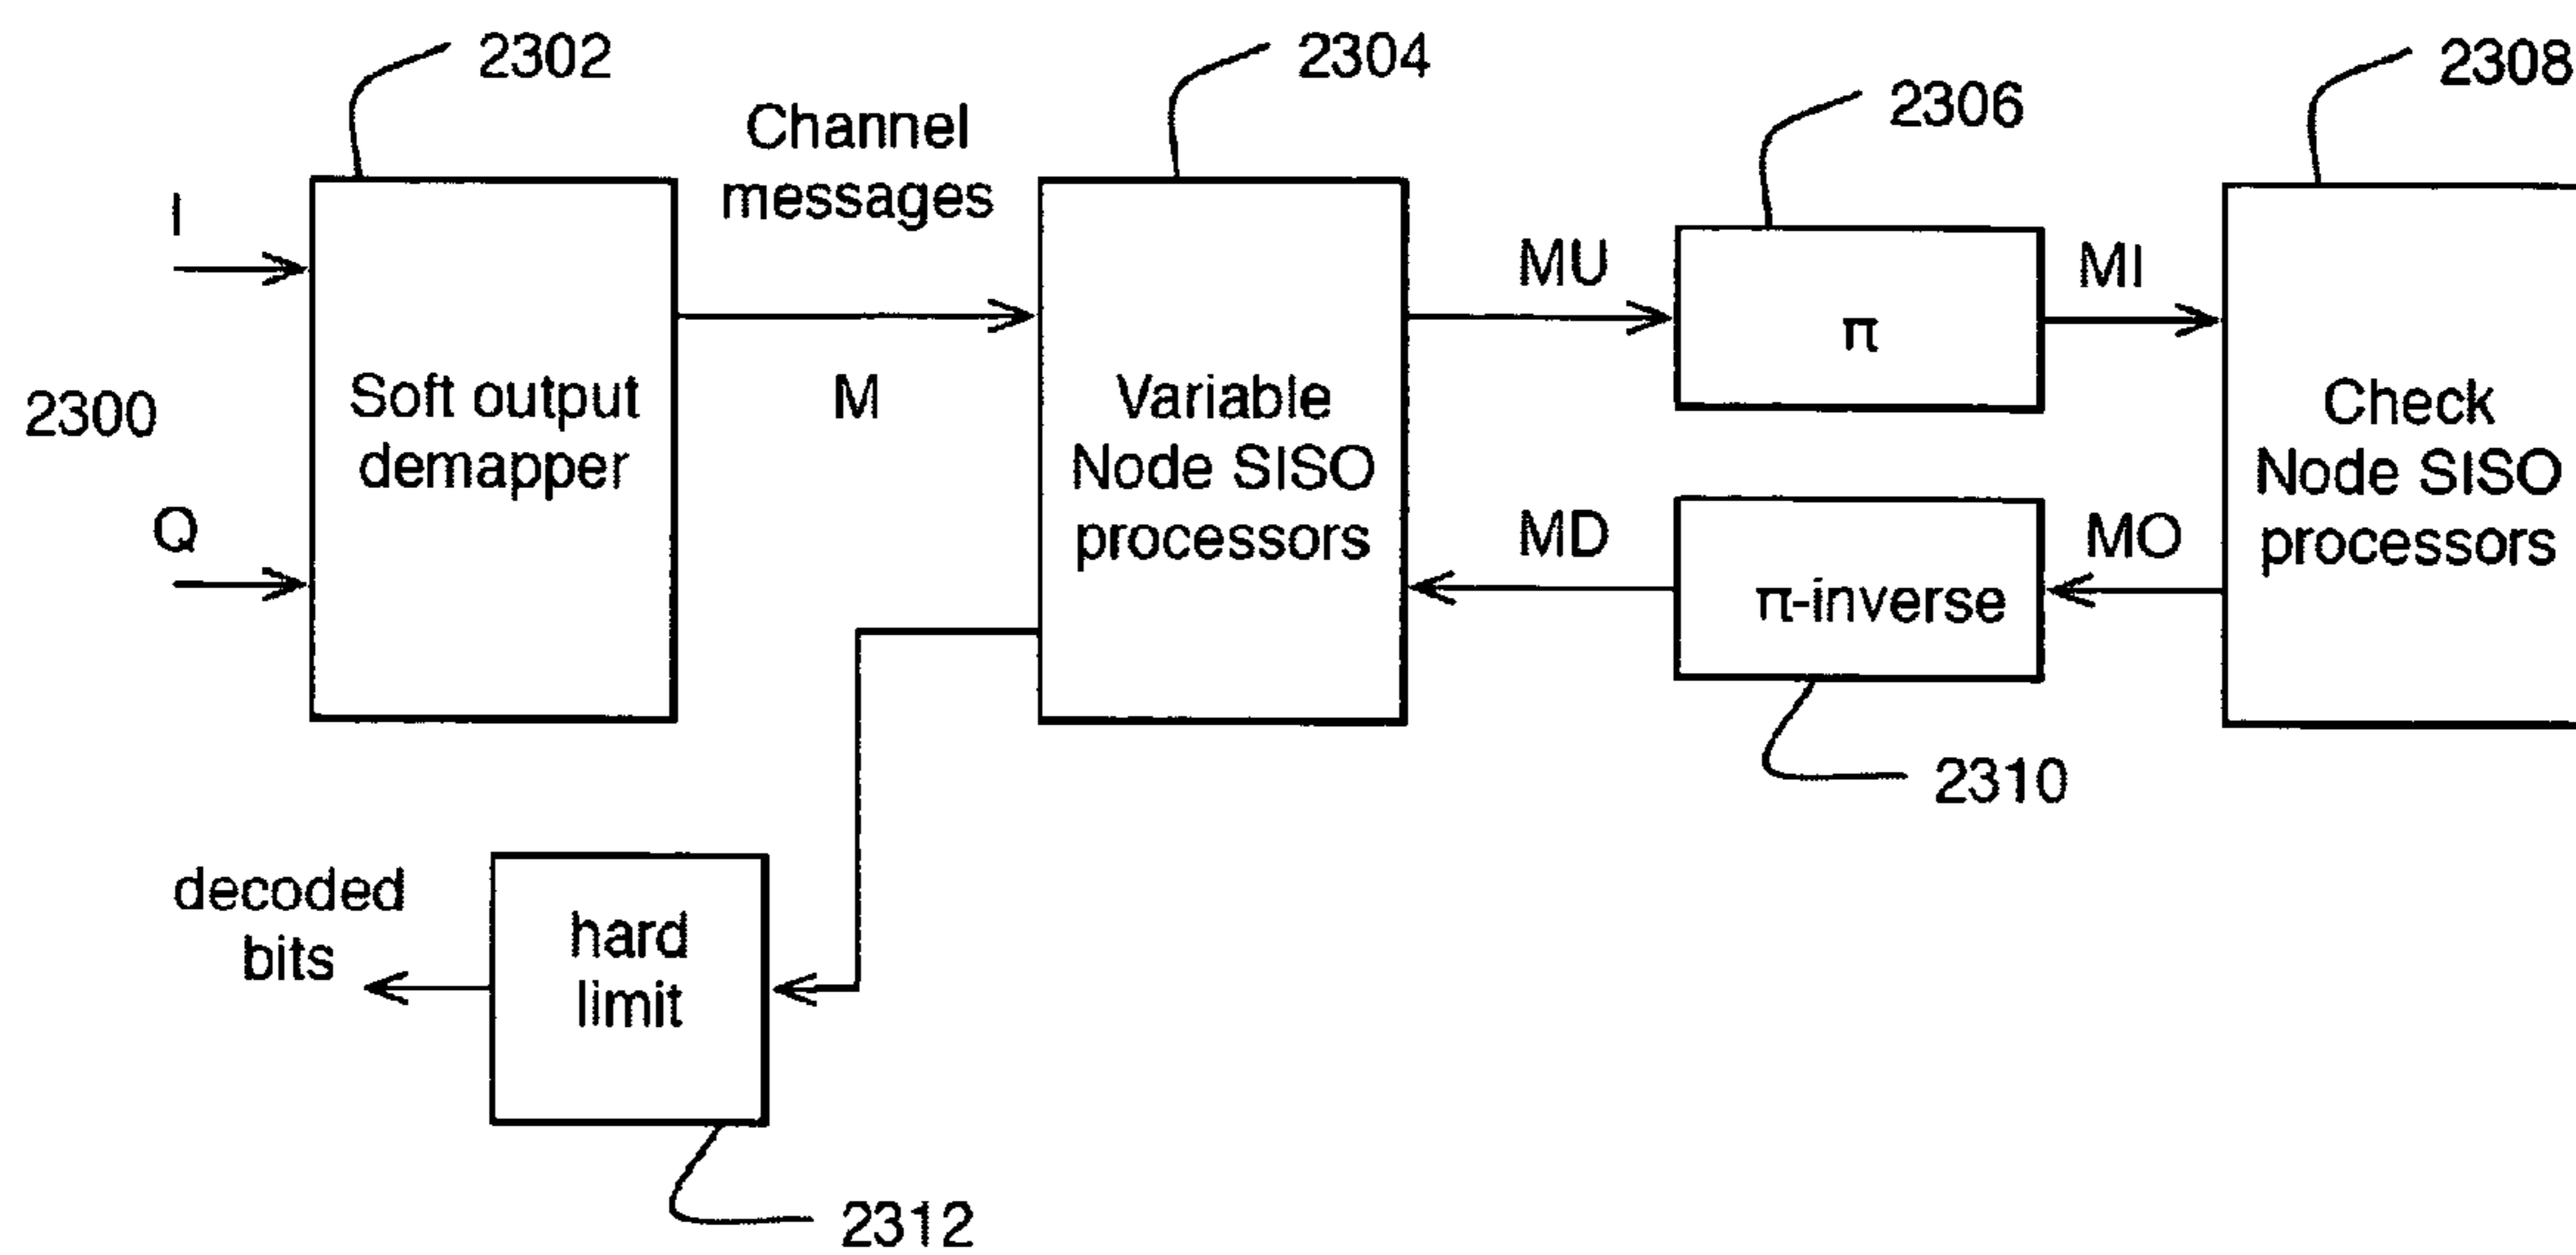 2302
2304
2306
2308
Channel
messages
I
MU
MI
π
2300
Soft output
demapper
M
Variable
Node SISO
processors
Check
Node SISO
processors
Q
MD
MO
π-inverse
2310
decoded
bits
hard
limit
2312